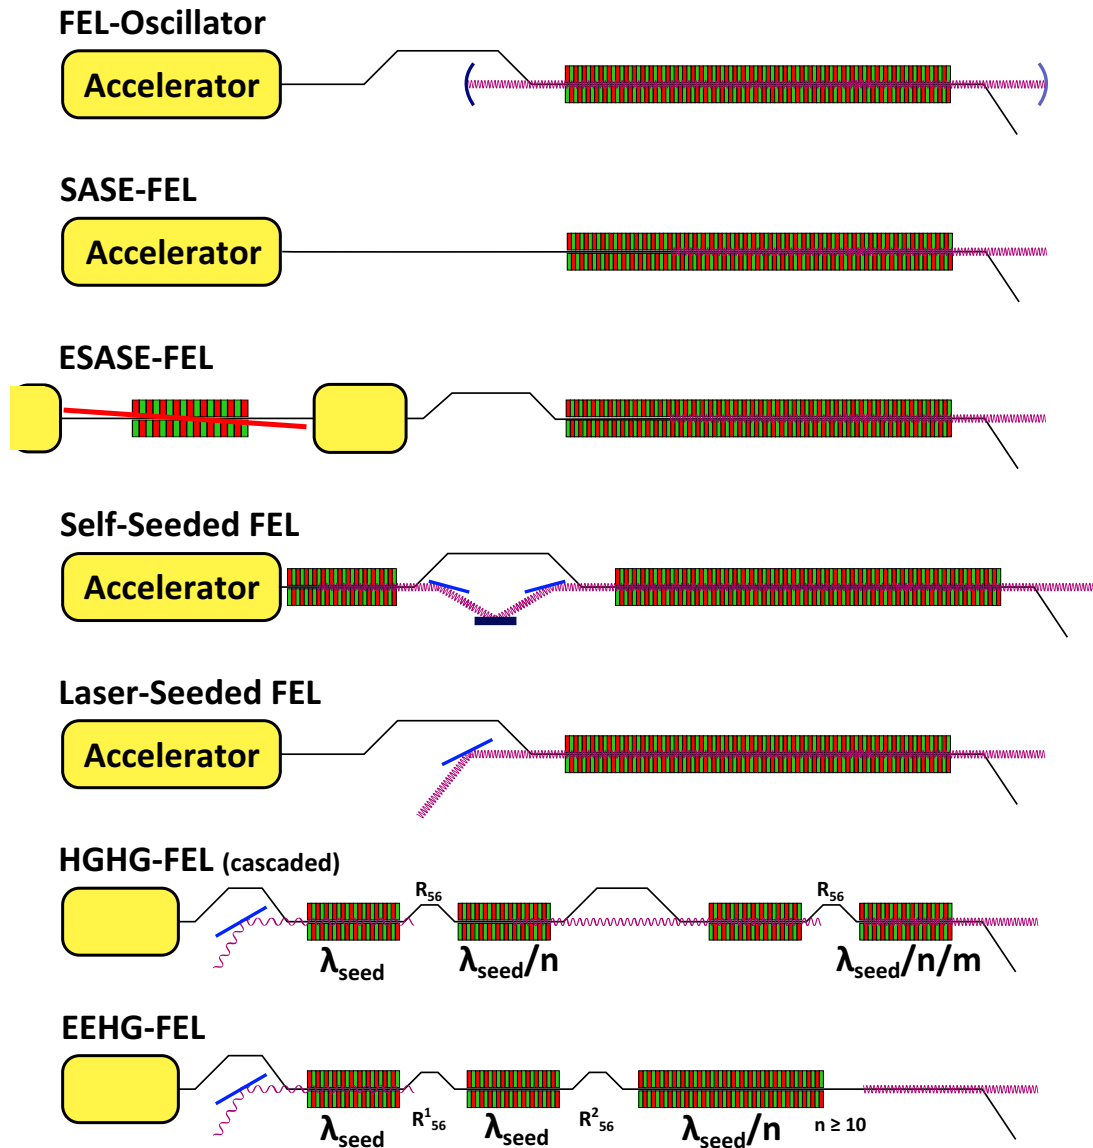 FEL-Oscillator
Accelerator
SASE-FEL
Accelerator
ESASE-FEL
Self-Seeded FEL
Accelerator
Laser-Seeded FEL
Accelerator
HGHG-FEL (cascaded)
R₅₆ R₅₆
λseed λseed/n λseed/n/m
EEHG-FEL
λseed R¹₅₆ λseed R²₅₆ λseed/n n ≥ 10